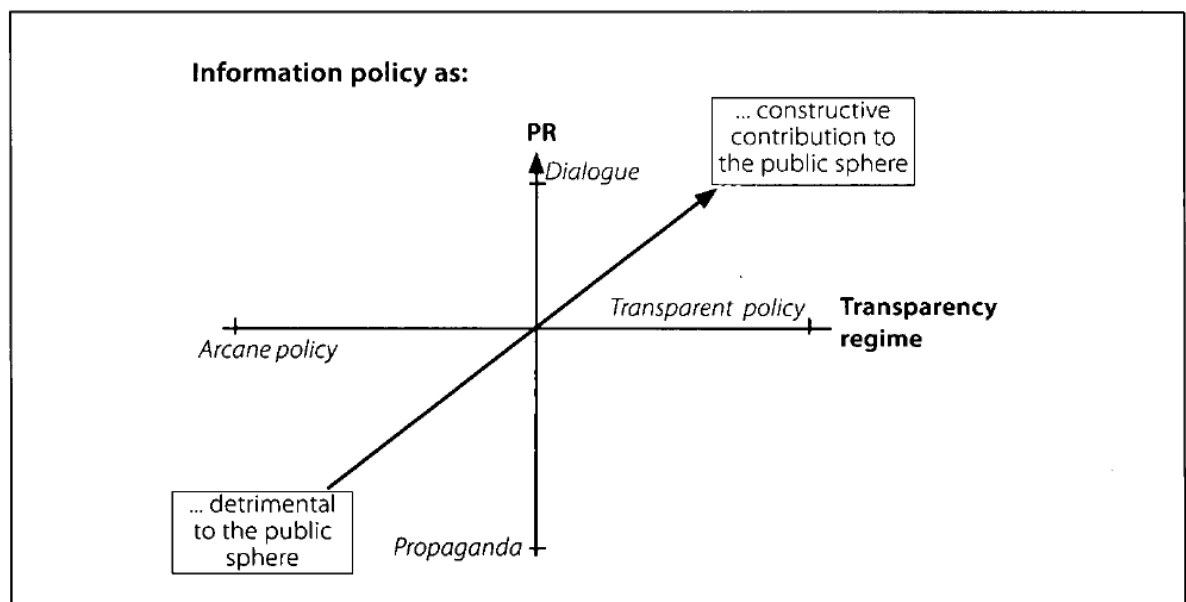 Information policy as:
... constructive
contribution to
the public sphere
PR
Dialogue
Transparent policy
Transparency
regime
Arcane policy
... detrimental
to the public
sphere
Propaganda